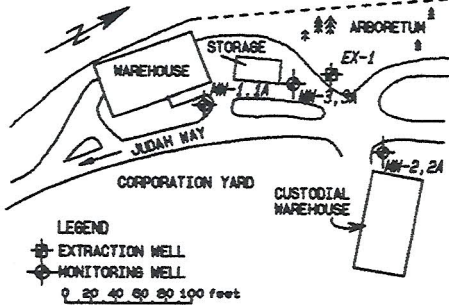 N
ARBORETUM
STORAGE
EX-1
WAREHOUSE
MW-1,1A
MW-3,3A
JUDAH WAY
MW-2,2A
CORPORATION YARD
CUSTODIAL
WAREHOUSE
LEGEND
EXTRACTION WELL
MONITORING WELL
0 20 40 60 80 100 feet